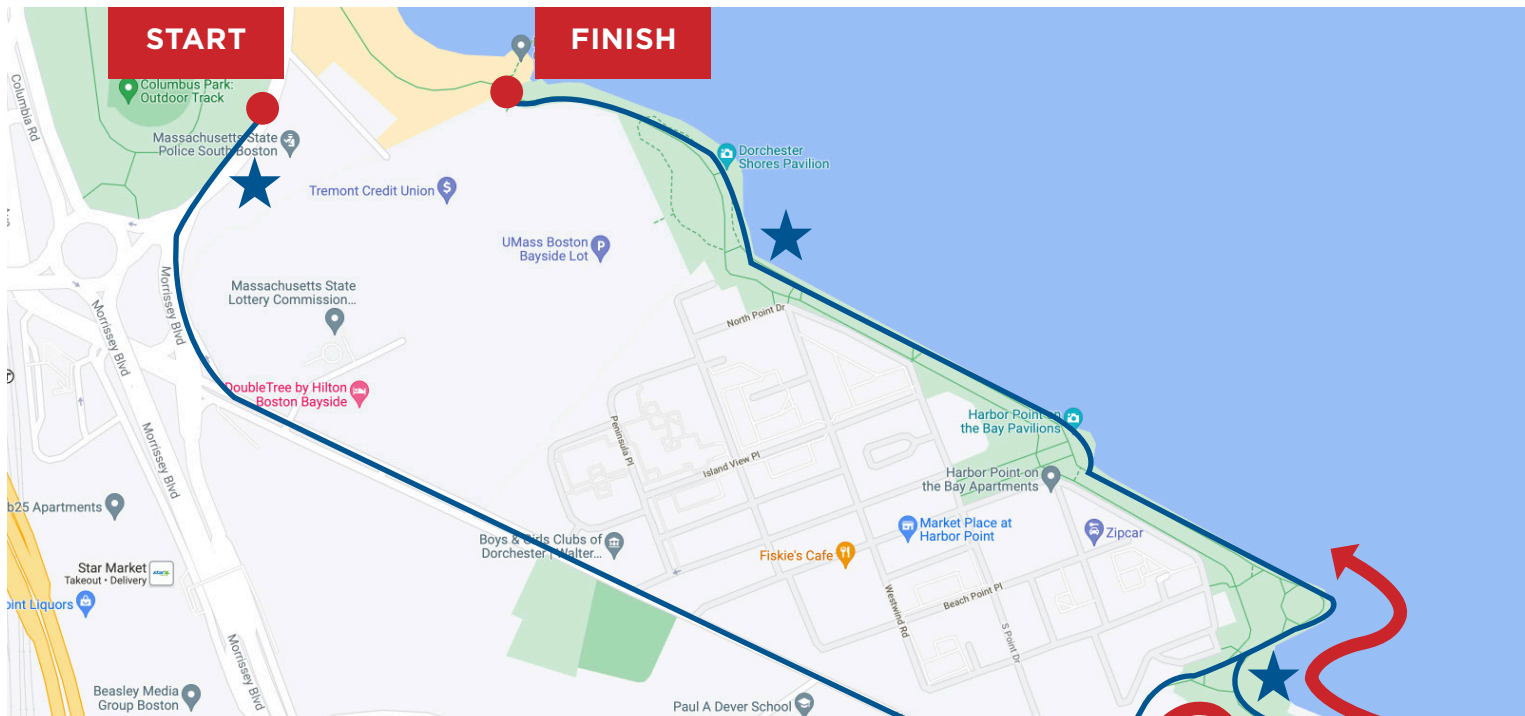 START
FINISH
Columbus Park:
Outdoor Track
Columbia Rd
Massachusetts State
Police South Boston
Tremont Credit Union
$
Dorchester
Shores Pavilion
UMass Boston
Bayside Lot
P
Massachusetts State
Lottery Commission...
Morrissey Blvd
Morrissey Blvd
North Point Dr
DoubleTree by Hilton
Boston Bayside
Harbor Point on
the Bay Pavilions
Peninsula Pl
Island View Pl
Morrissey Blvd
Harbor Point on
the Bay Apartments
b25 Apartments
Market Place at
Harbor Point
Zipcar
Boys & Girls Clubs of
Dorchester | Walter...
Fiskie's Cafe
Star Market
Takeout • Delivery
oint Liquors
Beach Point Pl
Westwind Rd
S Point Dr
Morrissey Blvd
Beasley Media
Group Boston
Paul A Dever School